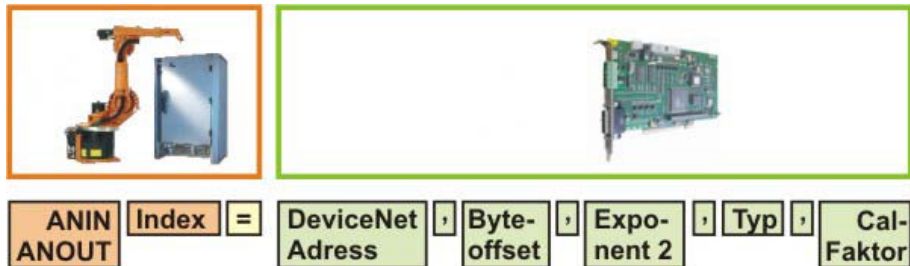 ANIN ANOUT Index = DeviceNet Adress , Byte-offset , Expo-nent 2 , Typ , Cal-Faktor